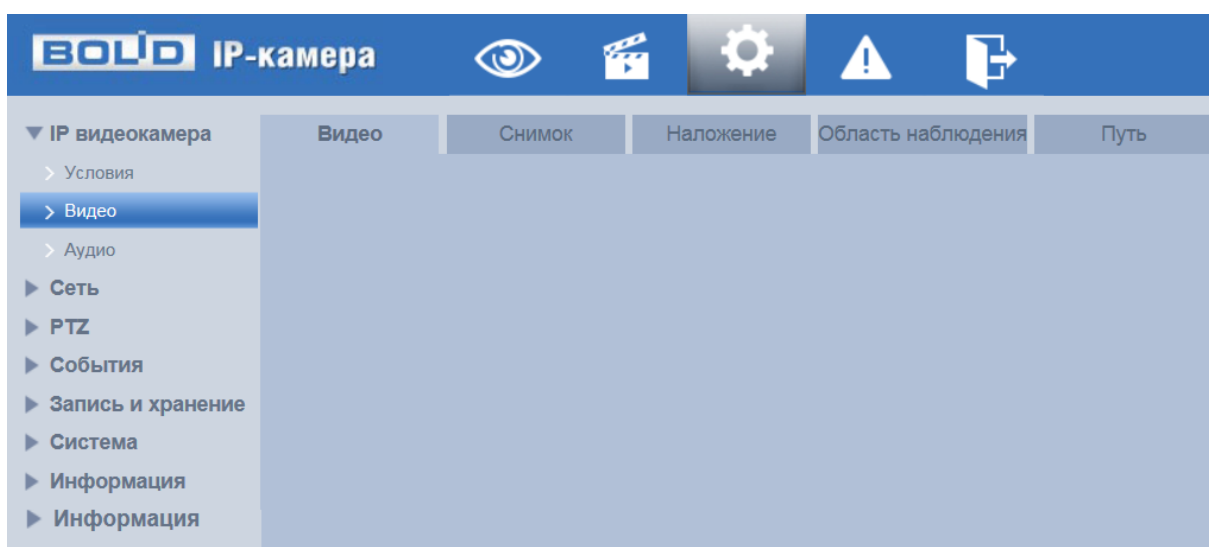 BOLID IP-камера
IP видеокамера
Условия
Видео
Аудио
Сеть
PTZ
События
Запись и хранение
Система
Информация
Информация
Видео Снимок Наложение Область наблюдения Путь